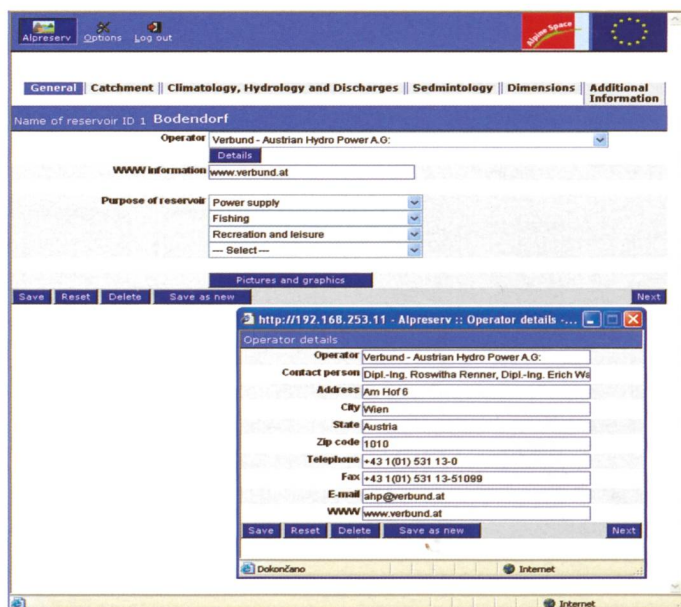 Alpreserv Options Log out
Alpine Space
General Catchment Climatology, Hydrology and Discharges Sedmintology Dimensions Additional Information
Name of reservoir ID 1 Bodendorf
Operator Verbund - Austrian Hydro Power A.G:
Details
WWW information www.verbund.at
Purpose of reservoir Power supply
Fishing
Recreation and leisure
--- Select ---
Pictures and graphics
Save Reset Delete Save as new Next
http://192.168.253.11 - Alpreserv :: Operator details -...
Operator details
Operator Verbund - Austrian Hydro Power A.G:
Contact person Dipl.-Ing. Roswitha Renner, Dipl.-Ing. Erich Wa
Address Am Hof 6
City Wien
State Austria
Zip code 1010
Telephone +43 1(01) 531 13-0
Fax +43 1(01) 531 13-51099
E-mail ahp@verbund.at
WWW www.verbund.at
Save Reset Delete Save as new Next
Dokončano Internet
Internet